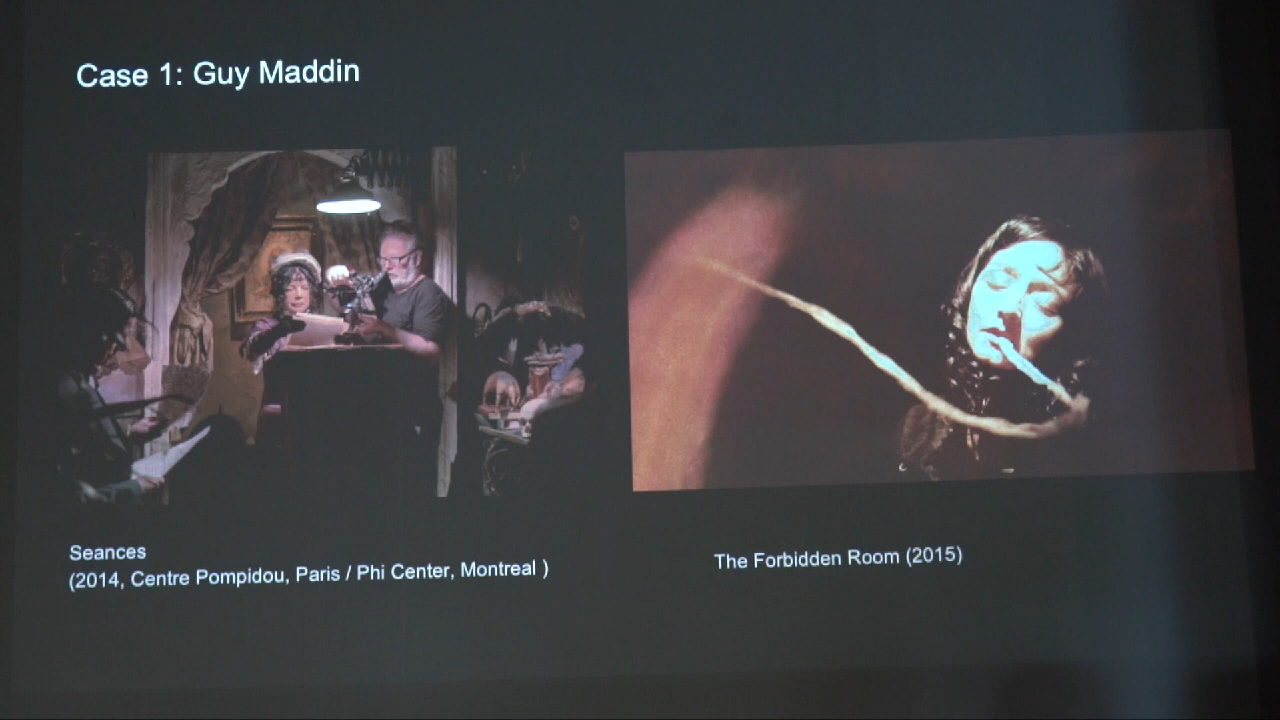 Case 1: Guy Maddin
Seances
(2014, Centre Pompidou, Paris / Phi Center, Montreal )
The Forbidden Room (2015)